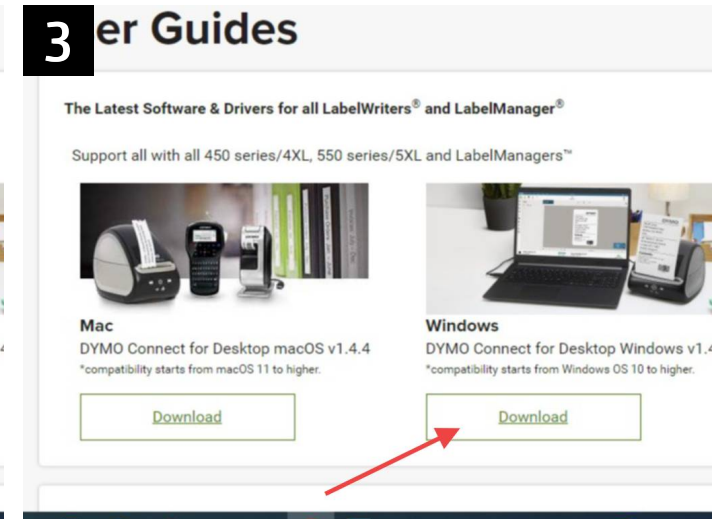 3
er Guides
The Latest Software & Drivers for all LabelWriters® and LabelManager®
Support all with all 450 series/4XL, 550 series/5XL and LabelManagers™
Mac
DYMO Connect for Desktop macOS v1.4.4
*compatibility starts from macOS 11 to higher.
Download
Windows
DYMO Connect for Desktop Windows v1.4
*compatibility starts from Windows OS 10 to higher.
Download